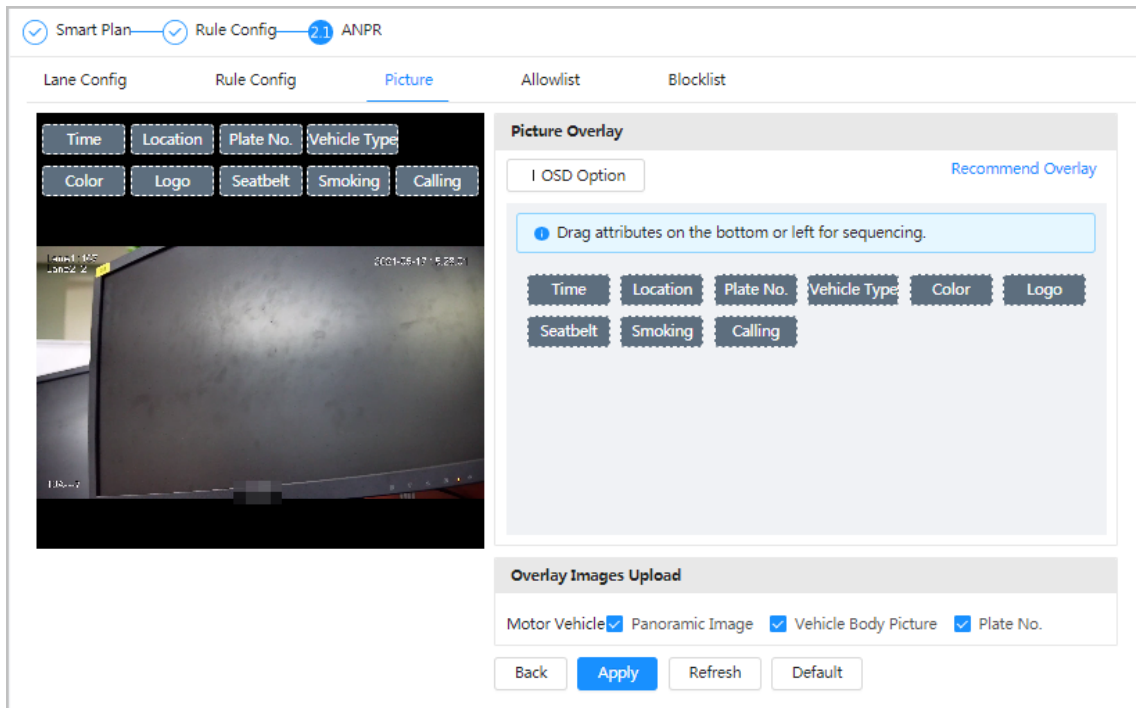 Smart Plan Rule Config 2.1 ANPR
Lane Config Rule Config Picture Allowlist Blocklist
Time Location Plate No. Vehicle Type
Color Logo Seatbelt Smoking Calling
Picture Overlay
I OSD Option Recommend Overlay
Drag attributes on the bottom or left for sequencing.
Time Location Plate No. Vehicle Type Color Logo
Seatbelt Smoking Calling
Overlay Images Upload
Motor Vehicle Panoramic Image Vehicle Body Picture Plate No.
Back Apply Refresh Default